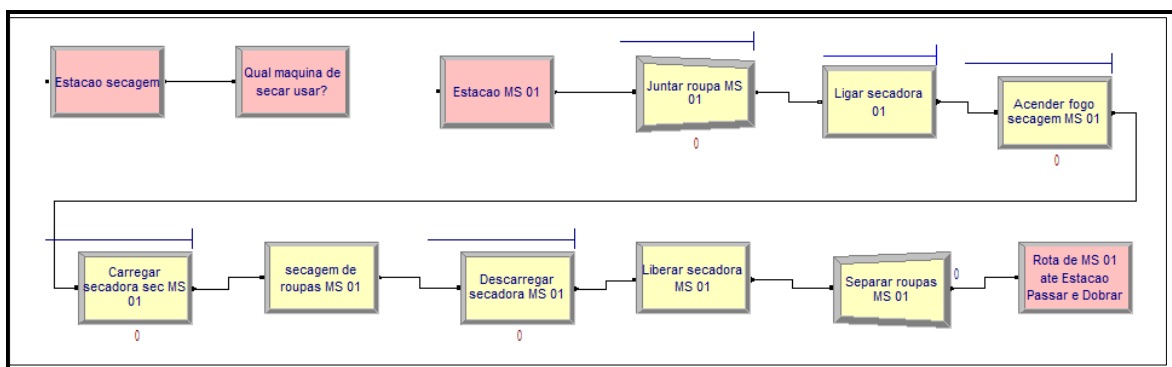 Estacao secagem
Qual maquina de
secar usar?
Estacao MS 01
Juntar roupa MS
01
0
Ligar secadora
01
Acender fogo
secagem MS 01
0
Carregar
secadora sec MS
01
0
secagem de
roupas MS 01
Descarregar
secadora MS 01
0
Liberar secadora
MS 01
Separar roupas
MS 01
0
Rota de MS 01
ate Estacao
Passar e Dobrar